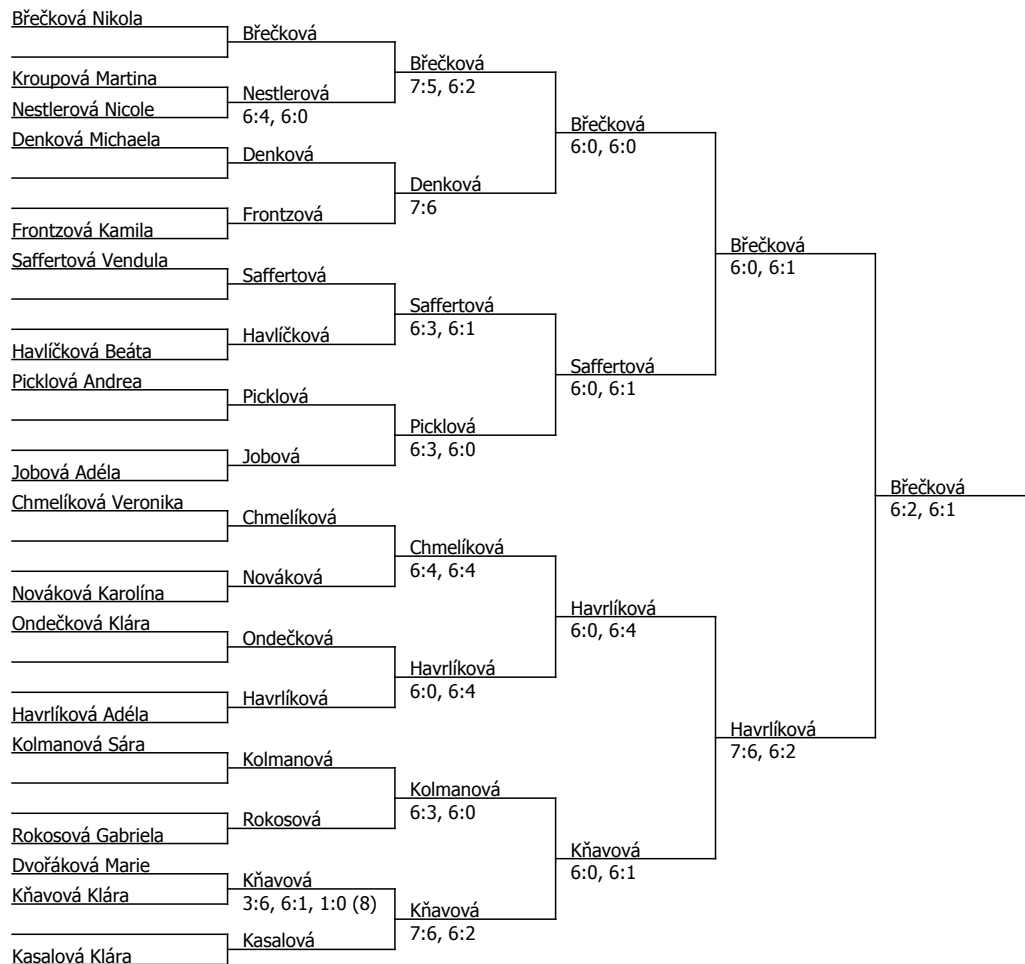 Břečková Nikola
Břečková
Břečková
7:5, 6:2
Kroupová Martina
Nestlerová
6:4, 6:0
Nestlerová Nicole
Břečková
6:0, 6:0
Denková Michaela
Denková
Denková
7:6
Frontzová
Frontzová Kamila
Břečková
6:0, 6:1
Saffertová Vendula
Saffertová
Saffertová
6:3, 6:1
Havlíčková
Havlíčková Beáta
Saffertová
6:0, 6:1
Picklová Andrea
Picklová
Picklová
6:3, 6:0
Jobová
Jobová Adéla
Břečková
6:2, 6:1
Chmelíková Veronika
Chmelíková
Chmelíková
6:4, 6:4
Nováková
Nováková Karolína
Havrlíková
6:0, 6:4
Ondečková Klára
Ondečková
Havrlíková
6:0, 6:4
Havrlíková
Havrlíková Adéla
Havrlíková
7:6, 6:2
Kolmanová Sára
Kolmanová
Kolmanová
6:3, 6:0
Rokosová
Rokosová Gabriela
Kňavová
6:0, 6:1
Dvořáková Marie
Kňavová
3:6, 6:1, 1:0 (8)
Kňavová Klára
Kňavová
7:6, 6:2
Kasalová
Kasalová Klára